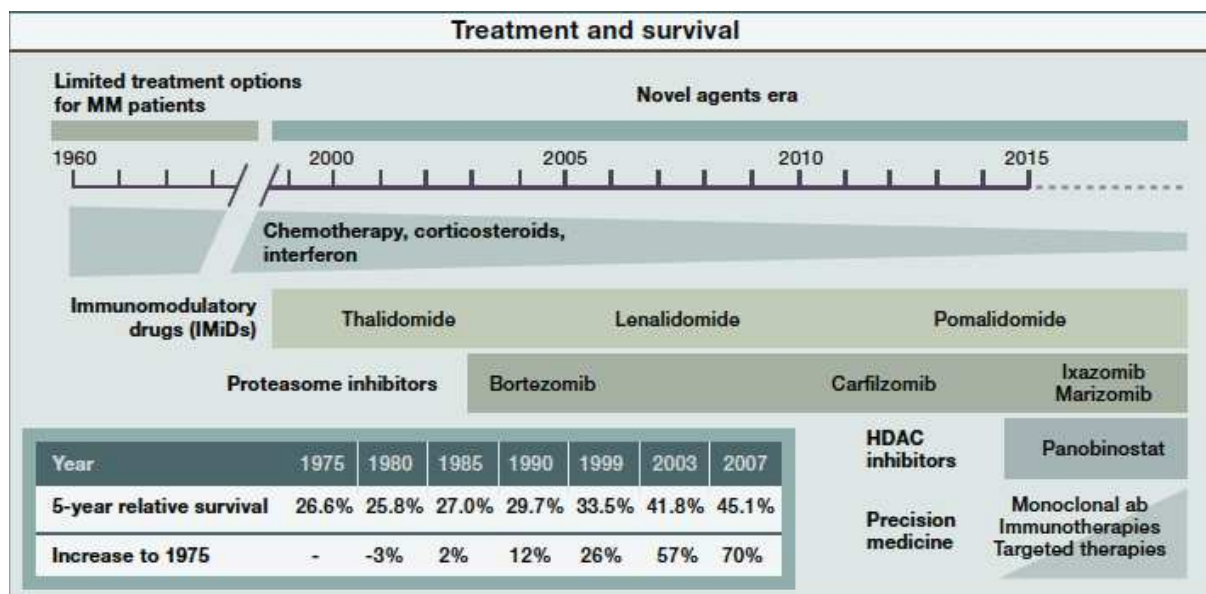 Treatment and survival
Limited treatment options
for MM patients
Novel agents era
1960 2000 2005 2010 2015
Chemotherapy, corticosteroids,
interferon
Immunomodulatory
drugs (IMiDs)
Thalidomide Lenalidomide Pomalidomide
Proteasome inhibitors
Bortezomib Carfilzomib
Ixazomib
Marizomib
HDAC
inhibitors
Panobinostat
Precision
medicine
Monoclonal ab
Immunotherapies
Targeted therapies
Year 1975 1980 1985 1990 1999 2003 2007
5-year relative survival 26.6% 25.8% 27.0% 29.7% 33.5% 41.8% 45.1%
Increase to 1975 - -3% 2% 12% 26% 57% 70%